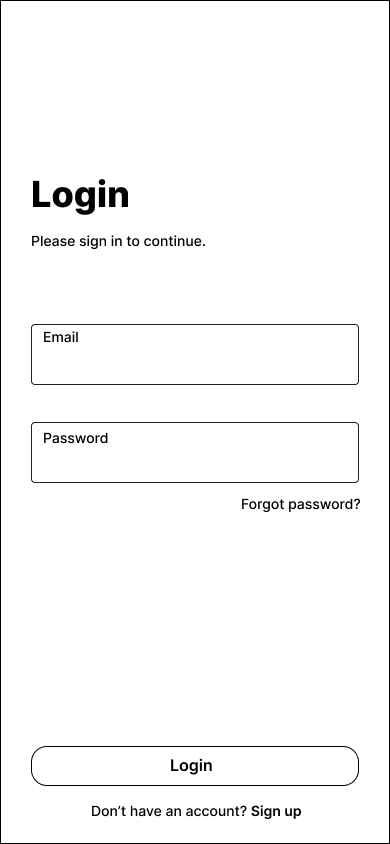 Login
Please sign in to continue.
Email
Password
Forgot password?
Login
Don’t have an account? Sign up